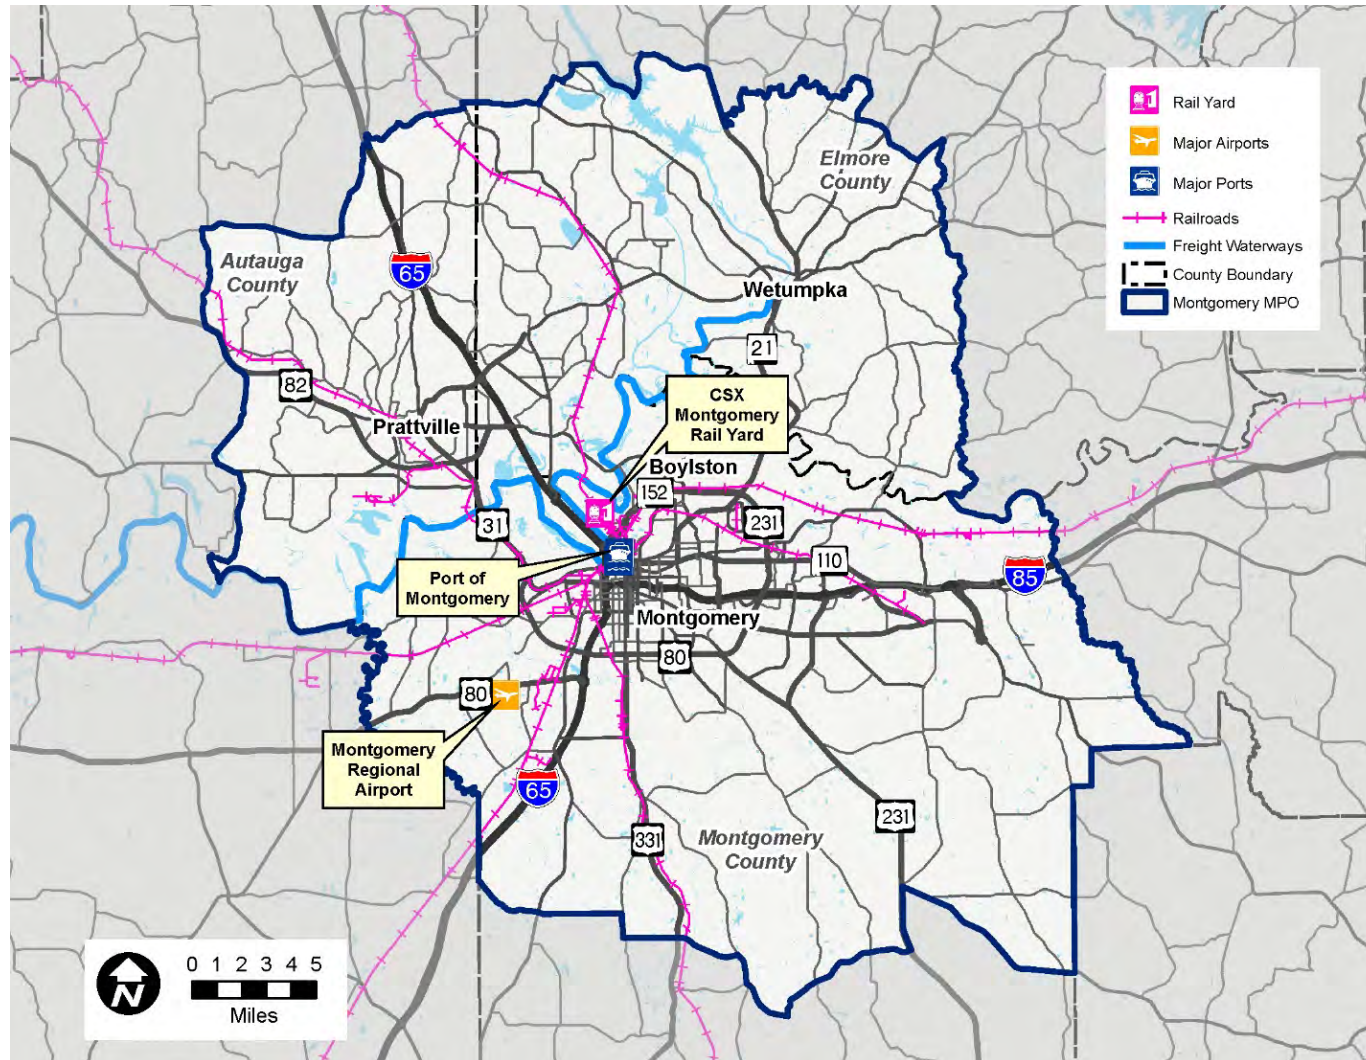 Rail Yard
Major Airports
Major Ports
Railroads
Freight Waterways
County Boundary
Montgomery MPO
Elmore
County
Autauga
County
65
Wetumpka
21
82
CSX
Montgomery
Rail Yard
Prattville
Boylston
152
31
231
110
85
Port of
Montgomery
Montgomery
80
80
Montgomery
Regional
Airport
65
231
331
Montgomery
County
N
0 1 2 3 4 5
Miles